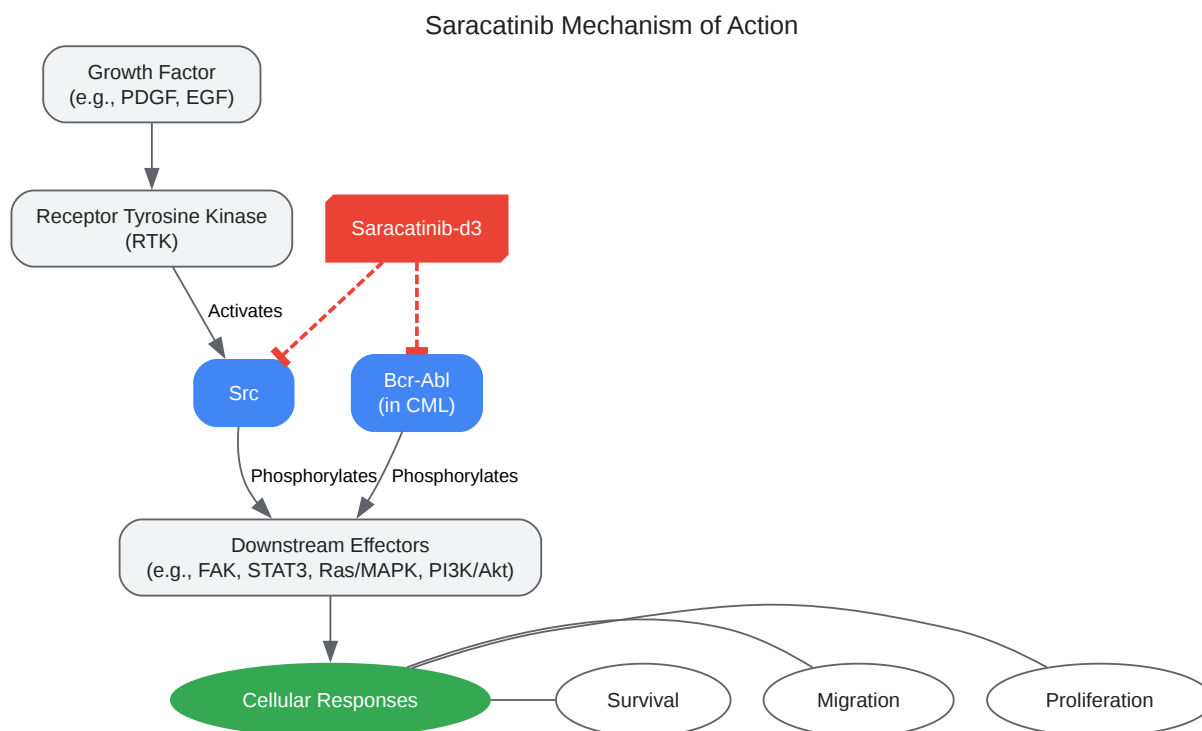 Saracatinib Mechanism of Action
Growth Factor
(e.g., PDGF, EGF)
Receptor Tyrosine Kinase
(RTK)
Saracatinib-d3
Activates
Src
Bcr-Abl
(in CML)
Phosphorylates
Phosphorylates
Downstream Effectors
(e.g., FAK, STAT3, Ras/MAPK, PI3K/Akt)
Cellular Responses
Survival
Migration
Proliferation